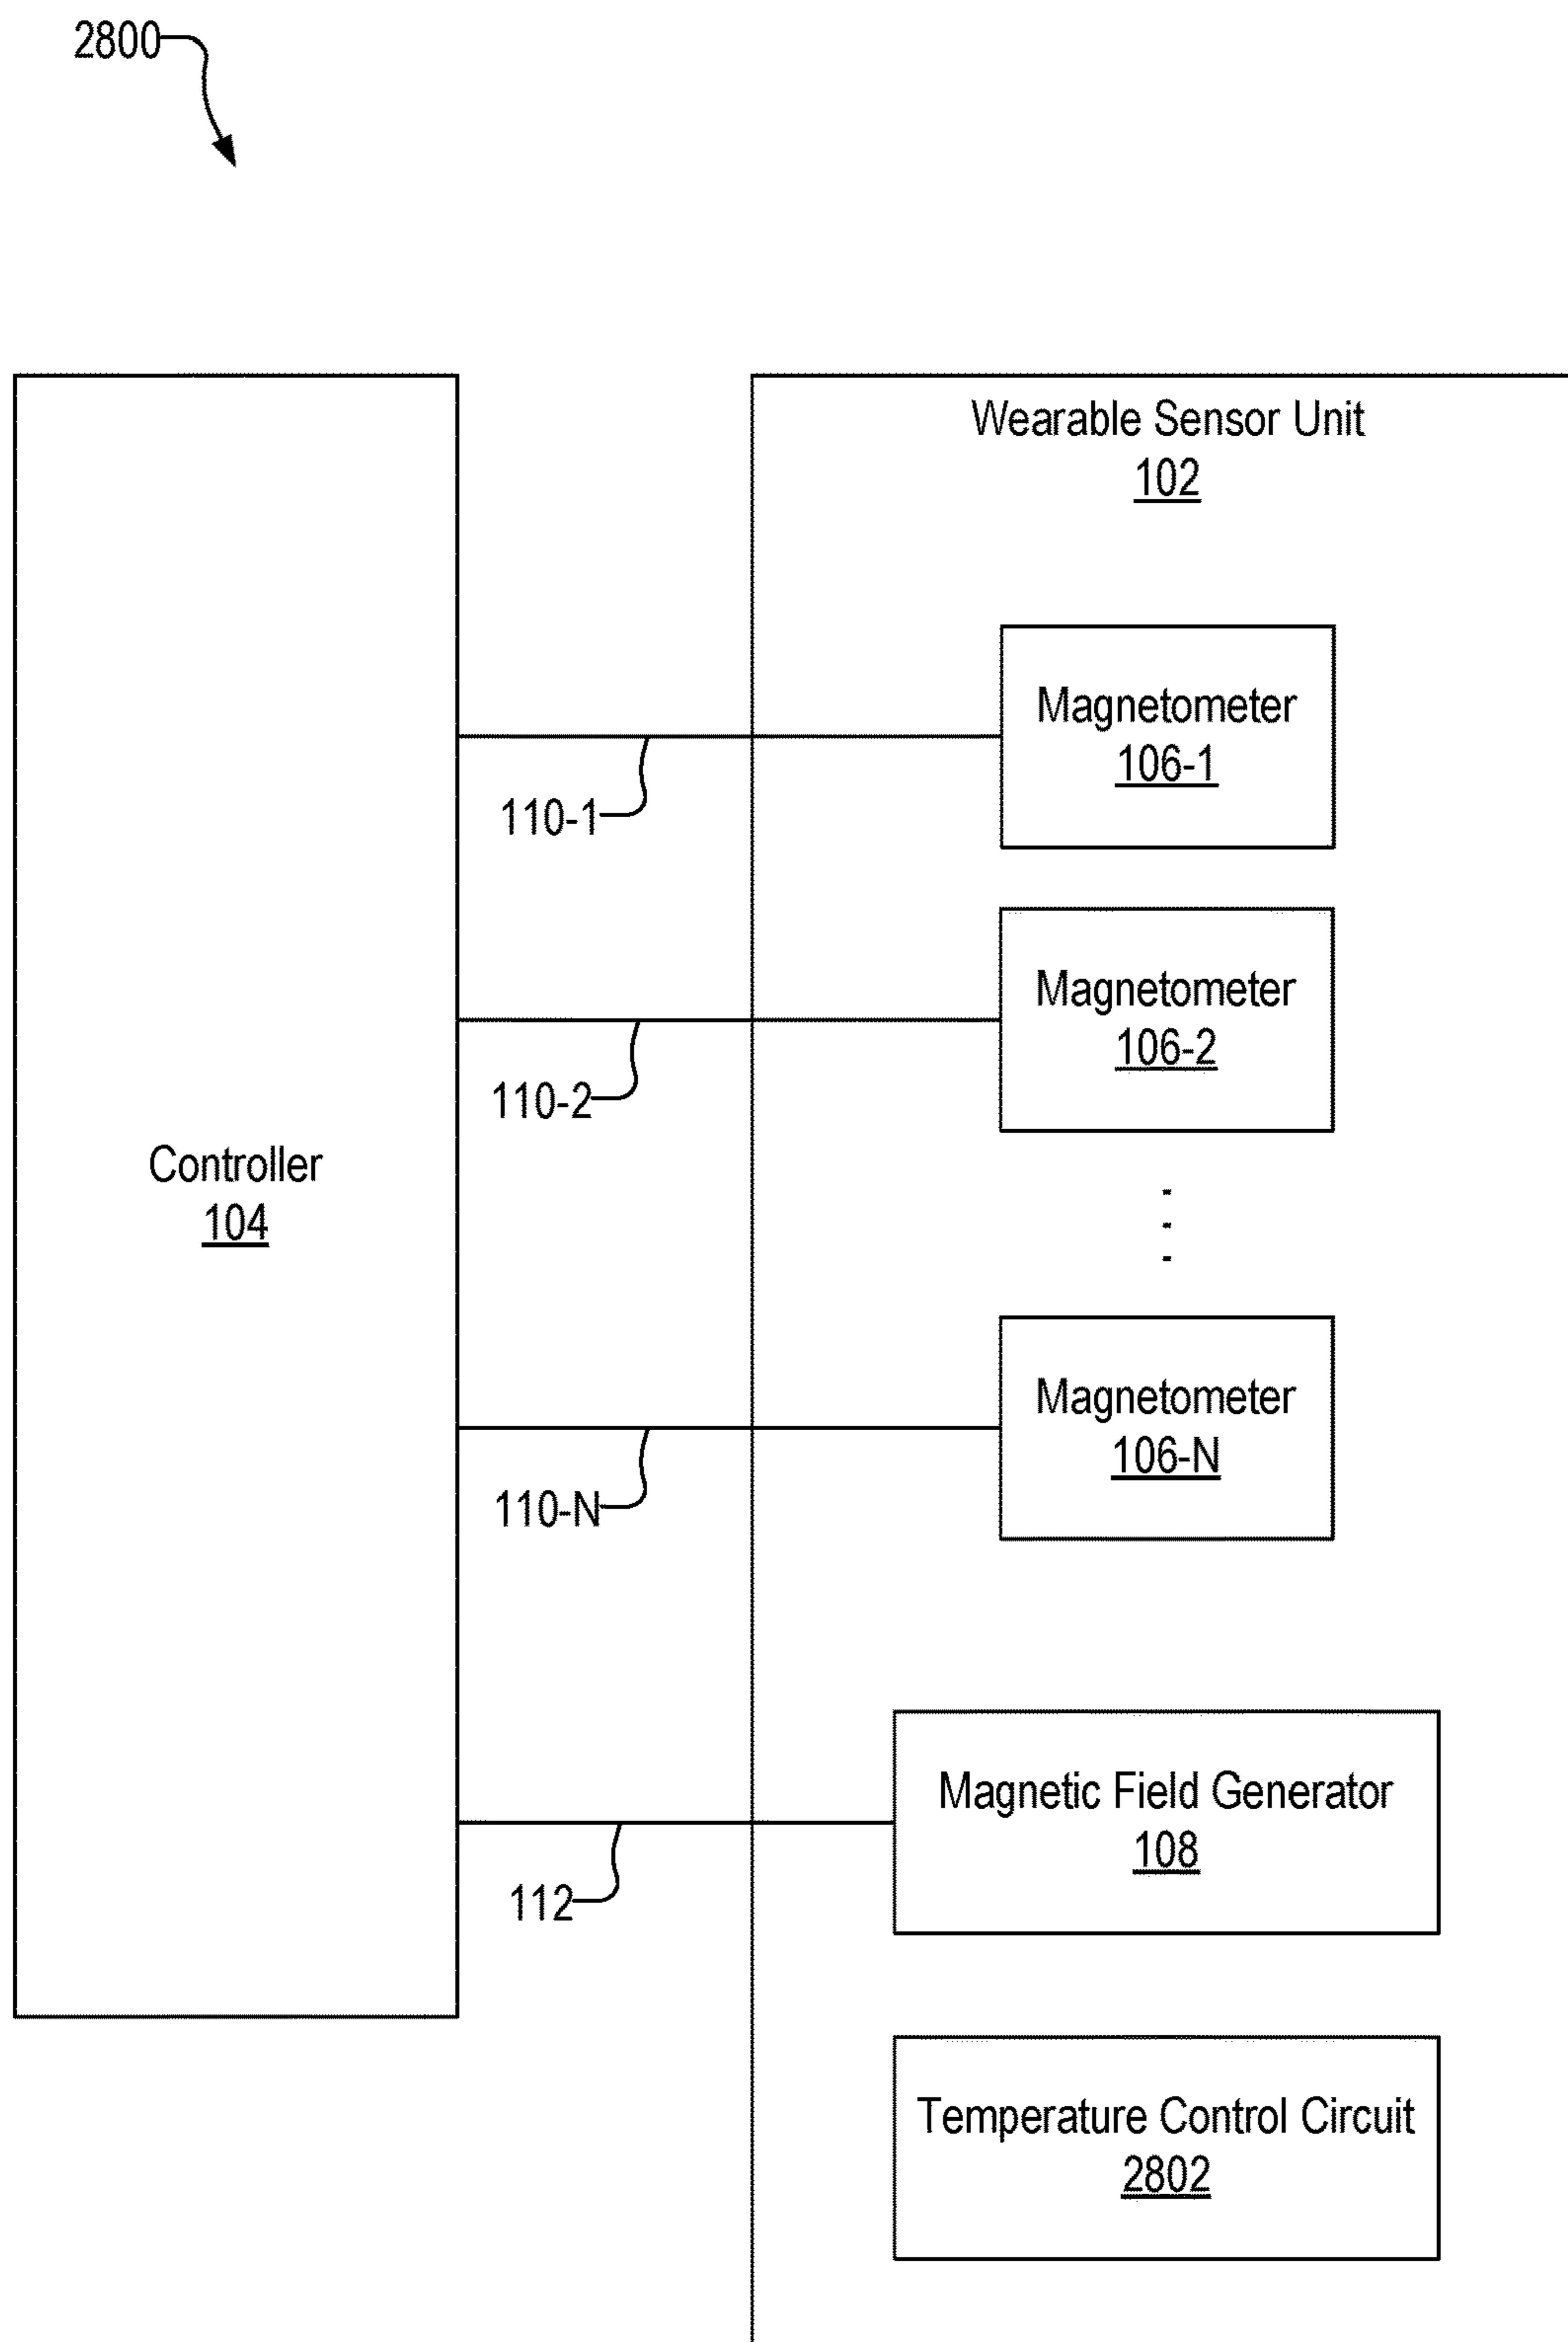 2800
Wearable Sensor Unit
102
Magnetometer
106-1
110-1
Magnetometer
106-2
110-2
Controller
104
Magnetometer
106-N
110-N
Magnetic Field Generator
108
112
Temperature Control Circuit
2802